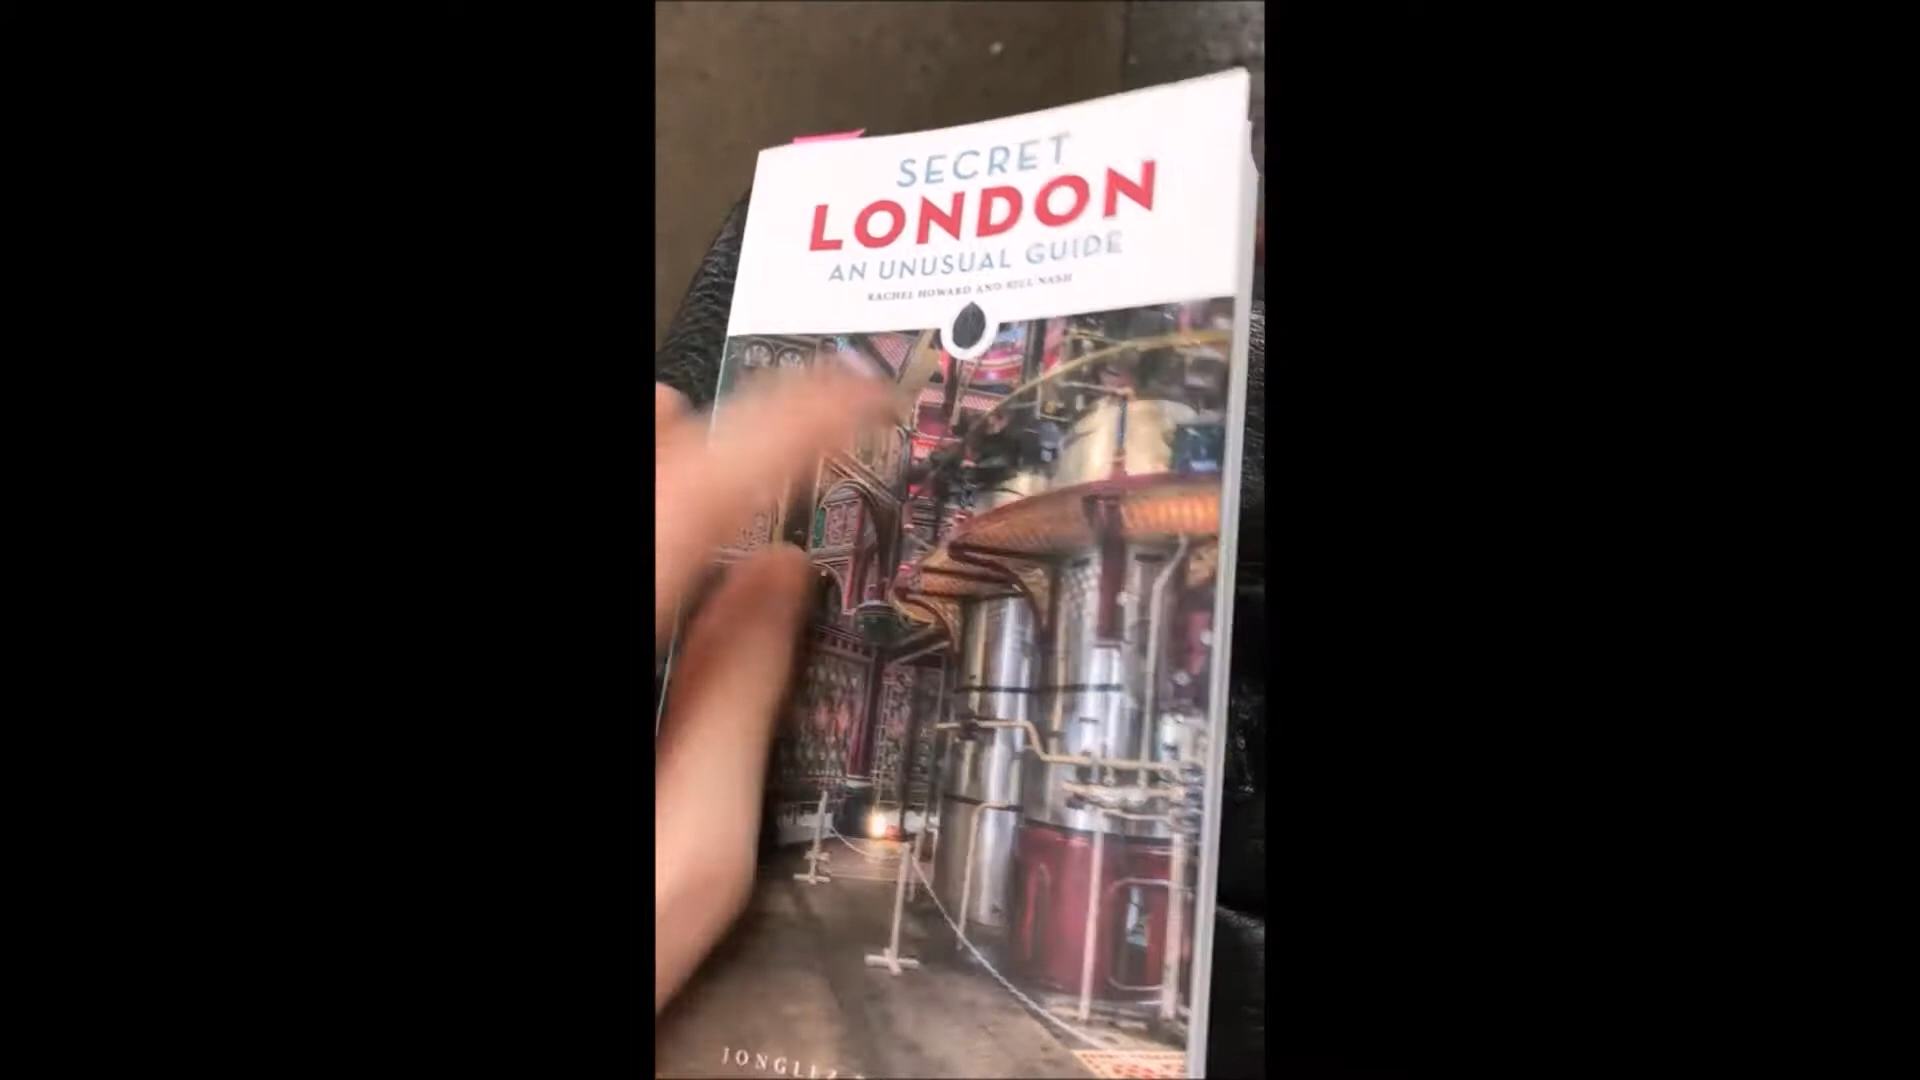 SECRET
LONDON
AN UNUSUAL GUIDE
RACHEL HOWARD AND BILL NASH
JONGLEZ